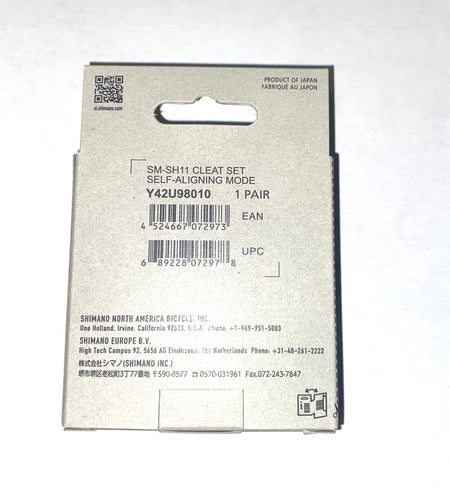 si.shimano.com
PRODUCT OF JAPAN
FABRIQUÉ AU JAPON
SM-SH11 CLEAT SET
SELF-ALIGNING MODE
Y42U98010 1 PAIR
EAN
4 524667 072973
UPC
6 89228 07297 8
SHIMANO NORTH AMERICA BICYCLE, INC.
One Holland, Irvine, California 92618, U.S.A. Phone: +1-949-951-5003
SHIMANO EUROPE B.V.
High Tech Campus 92, 5656 AG Eindhoven, The Netherlands Phone: +31-40-261-2222
株式会社シマノ(SHIMANO INC.)
堺市堺区老松町3丁77番地 〒590-8577 ☏0570-031961 Fax.072-243-7847